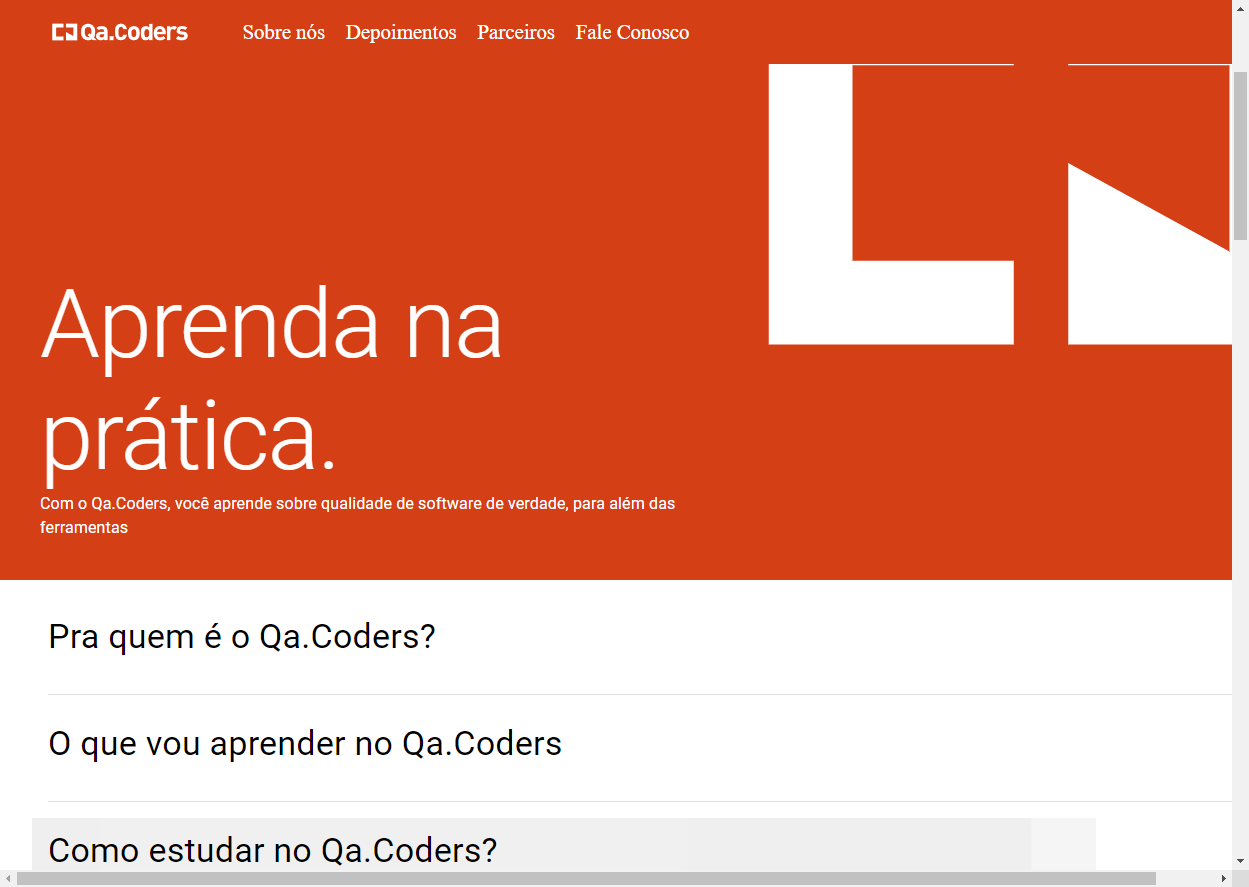 Qa.Coders
Sobre nós Depoimentos Parceiros Fale Conosco
Aprenda na
prática.
Com o Qa.Coders, você aprende sobre qualidade de software de verdade, para além das
ferramentas
Pra quem é o Qa.Coders?
O que vou aprender no Qa.Coders
Como estudar no Qa.Coders?